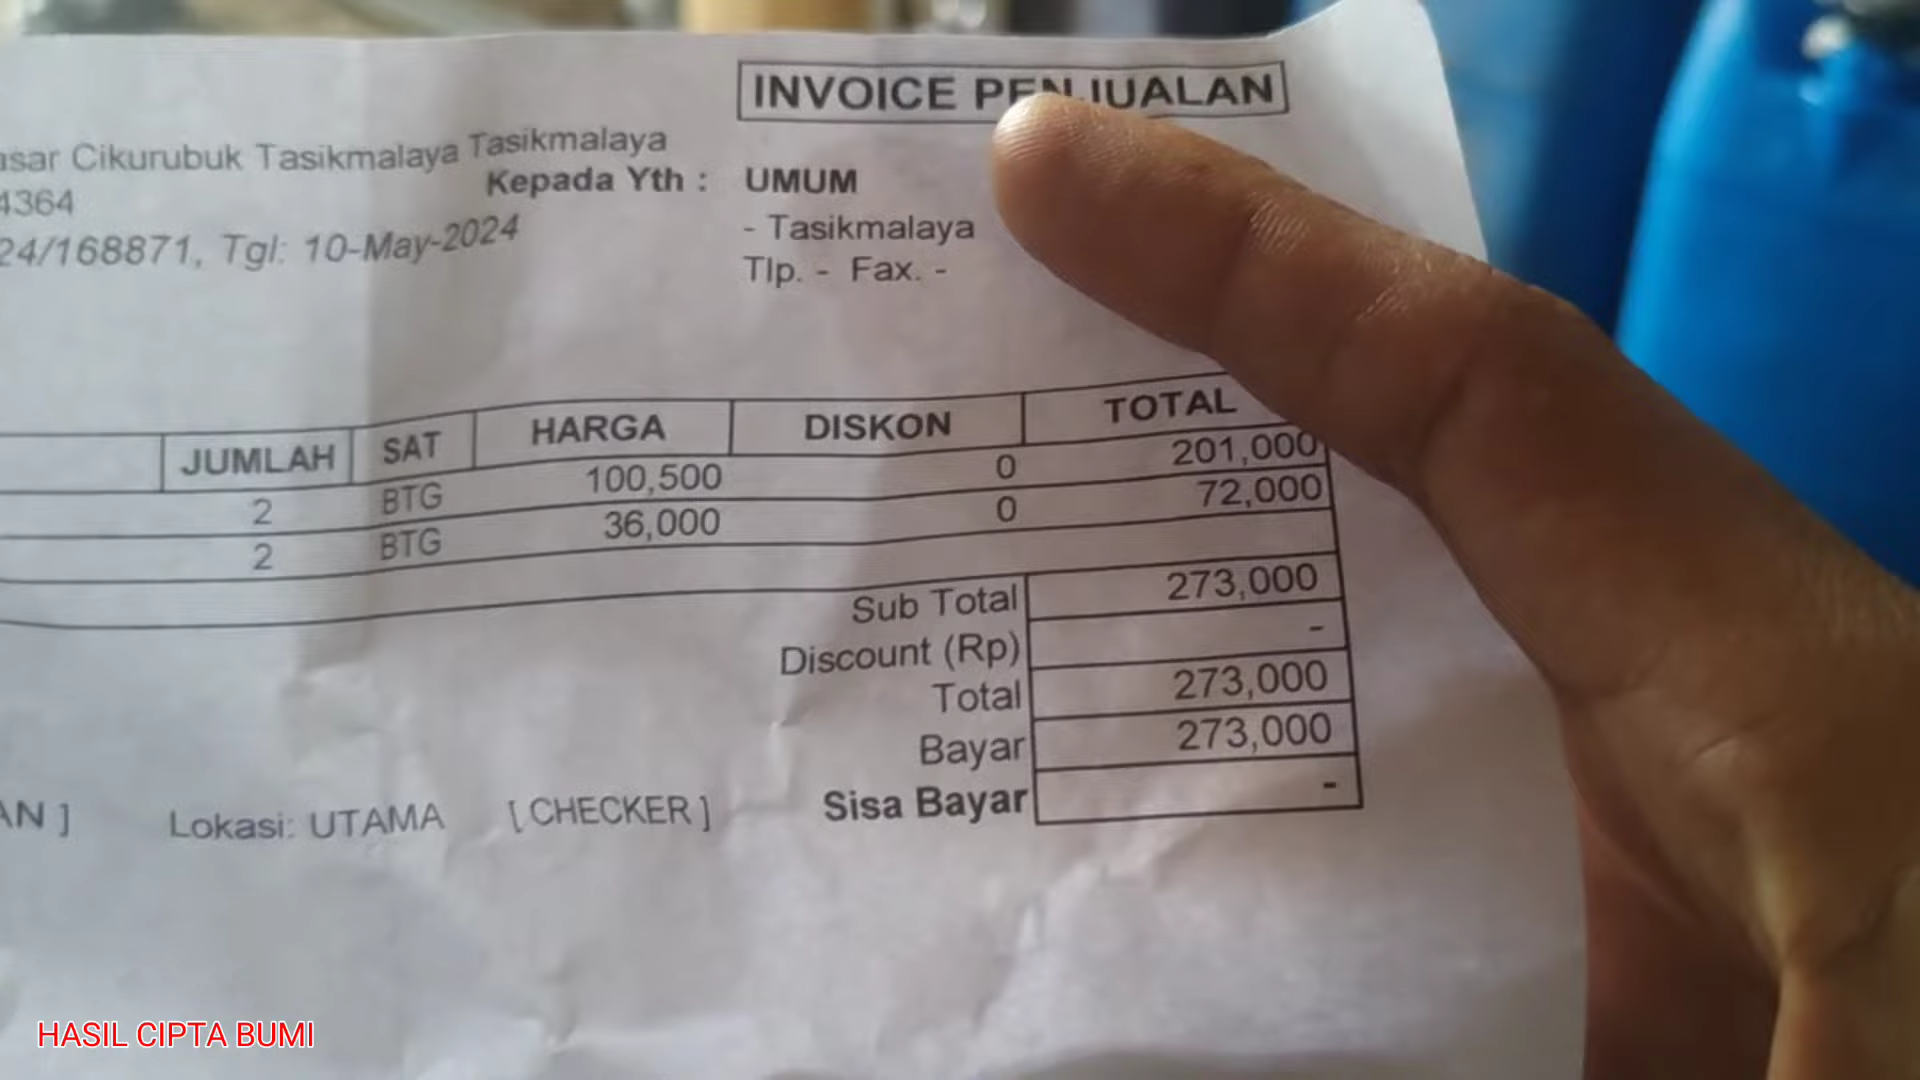 INVOICE PENJUALAN
asar Cikurubuk Tasikmalaya Tasikmalaya
4364
Kepada Yth : UMUM
24/168871, Tgl: 10-May-2024
- Tasikmalaya
Tlp. - Fax. -
JUMLAH SAT HARGA DISKON TOTAL
2 BTG 100,500 0 201,000
2 BTG 36,000 0 72,000
Sub Total 273,000
Discount (Rp) -
Total 273,000
Bayar 273,000
Sisa Bayar -
AN ] Lokasi: UTAMA [ CHECKER ]
HASIL CIPTA BUMI